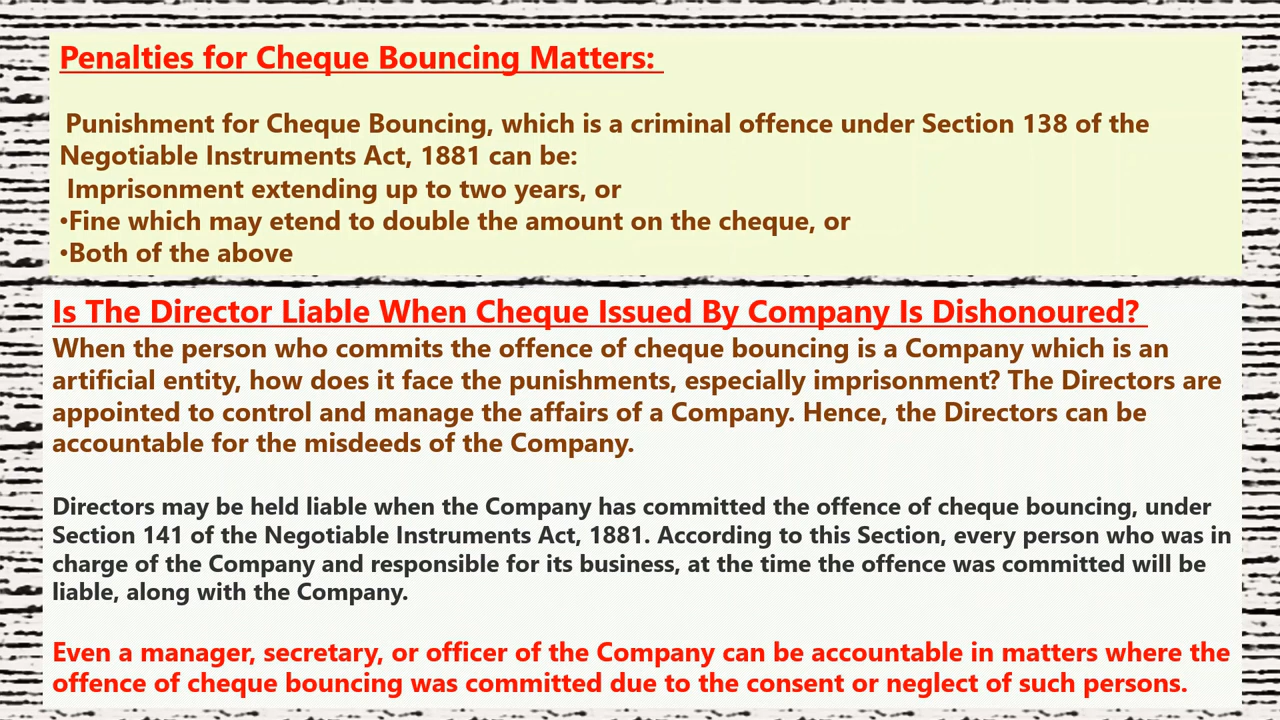 Penalties for Cheque Bouncing Matters:
Punishment for Cheque Bouncing, which is a criminal offence under Section 138 of the
Negotiable Instruments Act, 1881 can be:
Imprisonment extending up to two years, or
•Fine which may etend to double the amount on the cheque, or
•Both of the above
Is The Director Liable When Cheque Issued By Company Is Dishonoured?
When the person who commits the offence of cheque bouncing is a Company which is an
artificial entity, how does it face the punishments, especially imprisonment? The Directors are
appointed to control and manage the affairs of a Company. Hence, the Directors can be
accountable for the misdeeds of the Company.
Directors may be held liable when the Company has committed the offence of cheque bouncing, under
Section 141 of the Negotiable Instruments Act, 1881. According to this Section, every person who was in
charge of the Company and responsible for its business, at the time the offence was committed will be
liable, along with the Company.
Even a manager, secretary, or officer of the Company can be accountable in matters where the
offence of cheque bouncing was committed due to the consent or neglect of such persons.